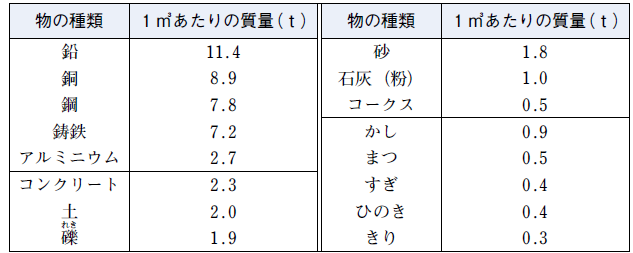 物の種類 1㎥あたりの質量(t) 物の種類 1㎥あたりの質量(t)
鉛 11.4 砂 1.8
銅 8.9 石灰(粉) 1.0
鋼 7.8 コークス 0.5
鋳鉄 7.2 かし 0.9
アルミニウム 2.7 まつ 0.5
コンクリート 2.3 すぎ 0.4
土 2.0 ひのき 0.4
れき
礫 1.9 きり 0.3